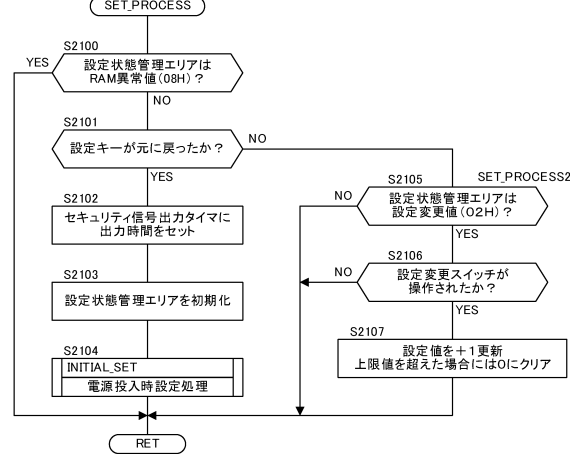 SET_PROCESS
S2100
YES
設定状態管理エリアは
RAM異常値(08H)？
NO
S2101
設定キーが元に戻ったか？
NO
YES
S2102
セキュリティ信号出力タイマに
出力時間をセット
S2103
設定状態管理エリアを初期化
S2104
INITIAL_SET
電源投入時設定処理
S2105
SET_PROCESS2
NO
設定状態管理エリアは
設定変更値(02H)？
YES
S2106
NO
設定変更スイッチが
操作されたか？
YES
S2107
設定値を＋1更新
上限値を超えた場合には0にクリア
RET